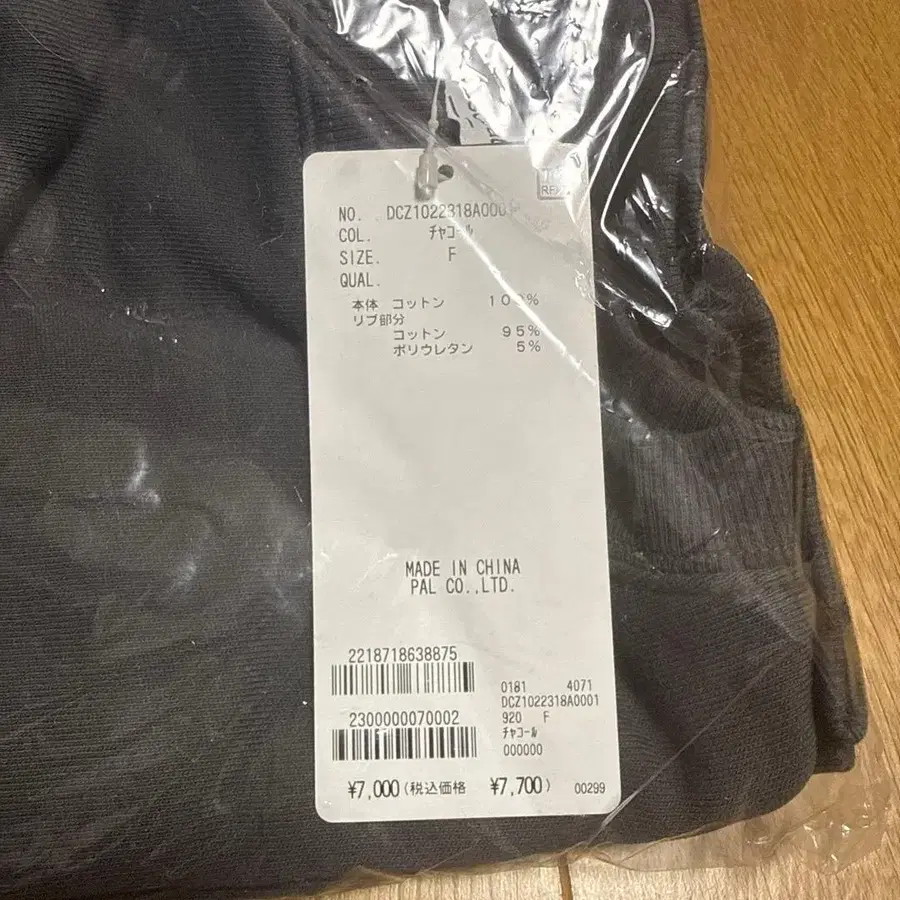 NO. DCZ1022318A000
COL. チャコール
SIZE. F
QUAL.
本体 コットン 100%
リブ部分
コットン 95%
ポリウレタン 5%
MADE IN CHINA
PAL CO.,LTD.
2218718638875
2300000070002
0181 4071
DCZ1022318A0001
920 F
チャコール
000000
¥7,000(税込価格 ¥7,700) 00299